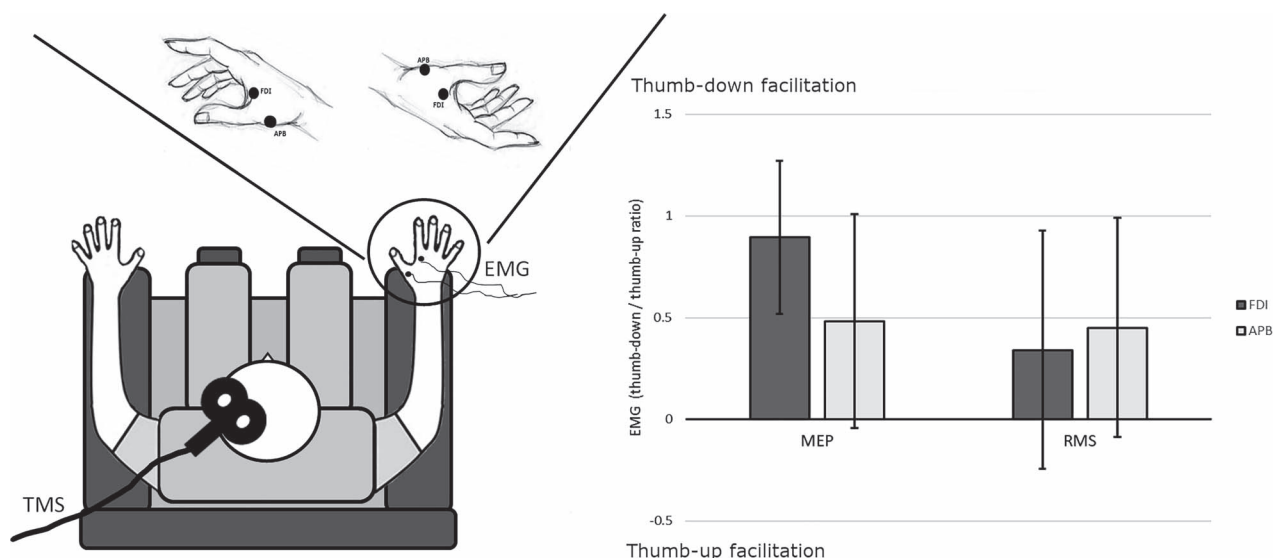 FDI
APB
APB
FDI
EMG
TMS
Thumb-down facilitation
EMG (thumb-down / thumb-up ratio)
1.5
1
0.5
0
-0.5
MEP
RMS
FDI
APB
Thumb-up facilitation